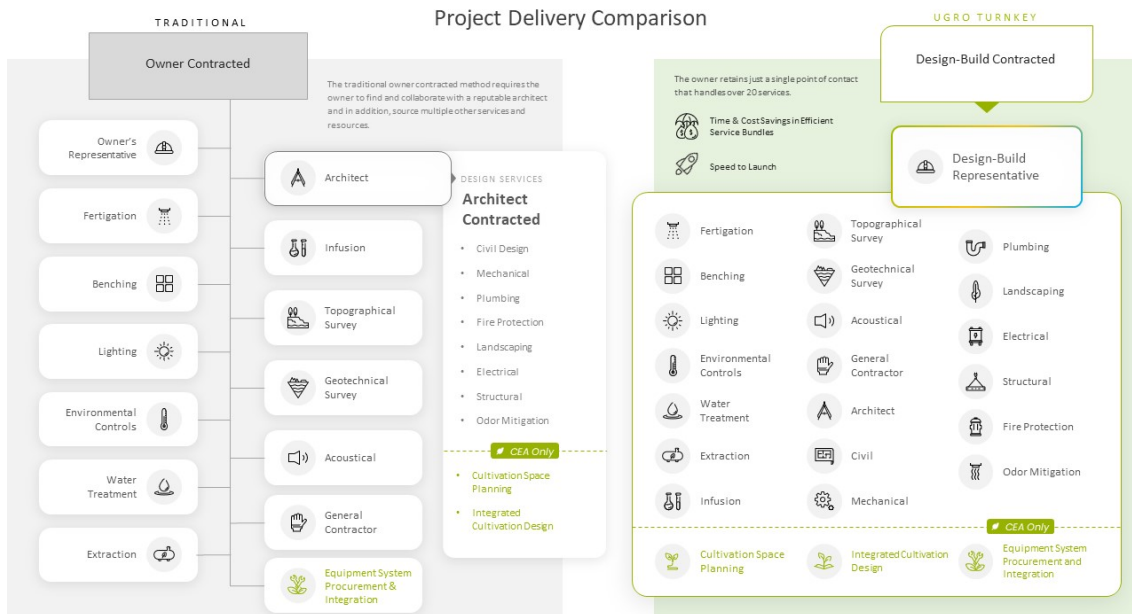 Project Delivery Comparison
TRADITIONAL
Owner Contracted
The traditional owner contracted method requires the
owner to find and collaborate with a reputable architect
and in addition, source multiple other services and
resources.
Owner's
Representative
Fertigation
Benching
Lighting
Environmental
Controls
Water
Treatment
Extraction
Architect
Infusion
Topographical
Survey
Geotechnical
Survey
Acoustical
General
Contractor
Equipment System
Procurement &
Integration
DESIGN SERVICES
Architect
Contracted
• Civil Design
• Mechanical
• Plumbing
• Fire Protection
• Landscaping
• Electrical
• Structural
• Odor Mitigation
CEA Only
• Cultivation Space
Planning
• Integrated
Cultivation Design
UGRO TURNKEY
Design-Build Contracted
The owner retains just a single point of contact
that handles over 20 services.
Time & Cost Savings in Efficient
Service Bundles
Speed to Launch
Design-Build
Representative
Fertigation
Benching
Lighting
Environmental
Controls
Water
Treatment
Extraction
Infusion
Topographical
Survey
Geotechnical
Survey
Acoustical
General
Contractor
Architect
Civil
Mechanical
Plumbing
Landscaping
Electrical
Structural
Fire Protection
Odor Mitigation
CEA Only
Cultivation Space
Planning
Integrated Cultivation
Design
Equipment System
Procurement and
Integration